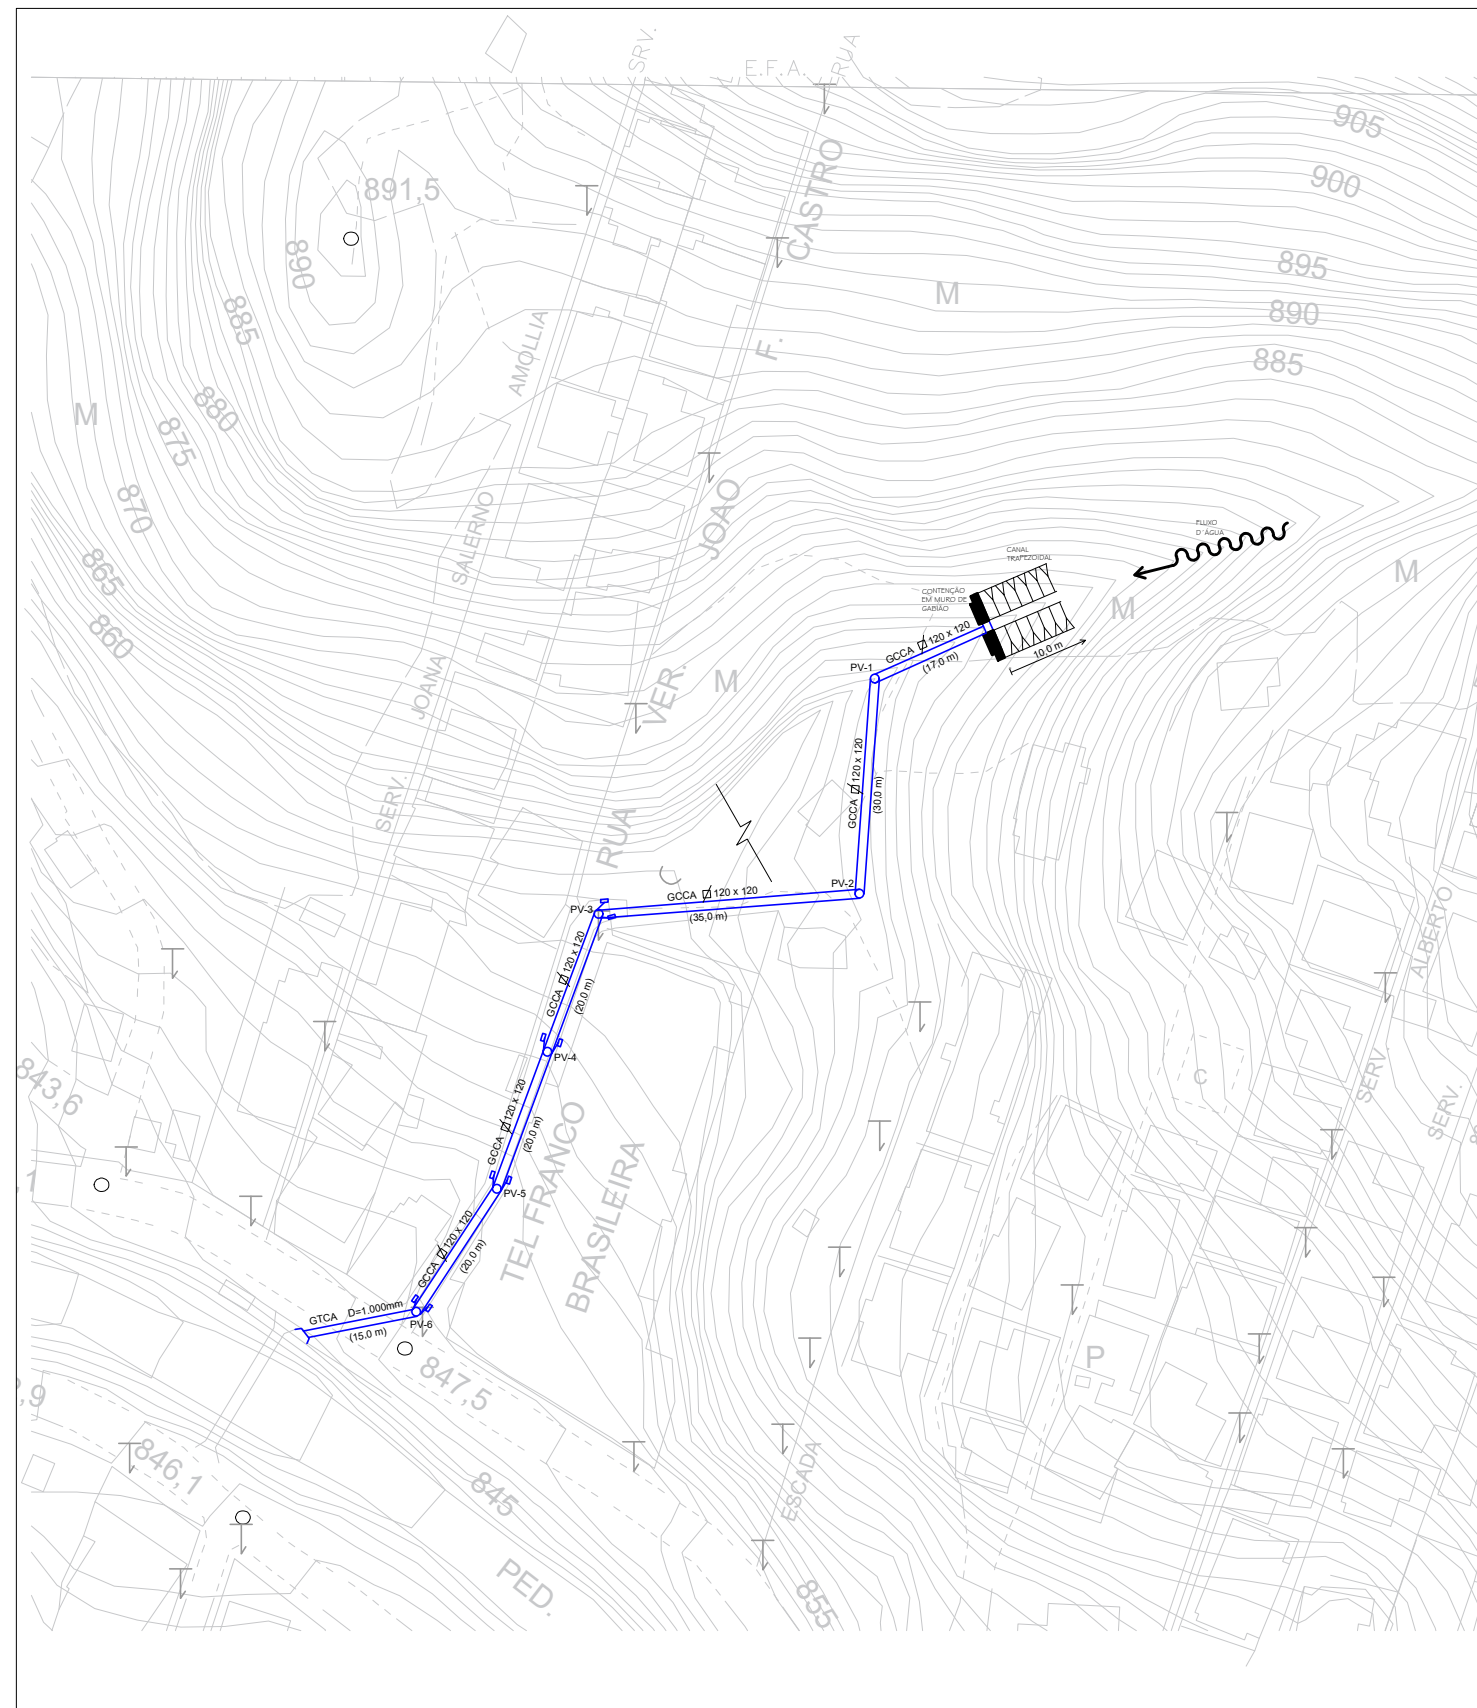 SRV.
RUA
E.F.A.
905
891,5
900
CASTRO
890
895
M
890
885
F.
885
AMOLLIA
880
M
875
870
SALERNO
JOAO
FLUXO
D´ÁGUA
CANAL
TRAPEZOIDAL
865
M
CONTENÇÃO
EM MURO DE
GABIÃO
M
860
GCCA 120 x 120
(17,0 m)
10,0 m
PV-1
JOANA
VER.
M
GCCA 120 x 120
(30,0 m)
SERV.
RUA
C
PV-2
GCCA 120 x 120
(35,0 m)
PV-3
ALBERTO
GCCA 120 x 120
(20,0 m)
PV-4
843,6
C
SERV.
SERV.
GCCA 120 x 120
(20,0 m)
TELFRANCO
BRASILEIRA
,1
PV-5
GCCA 120 x 120
(20,0 m)
GTCA D=1.000mm
(15,0 m)
PV-6
P
847,5
,9
846,1
845
ESCADA
PED.
855